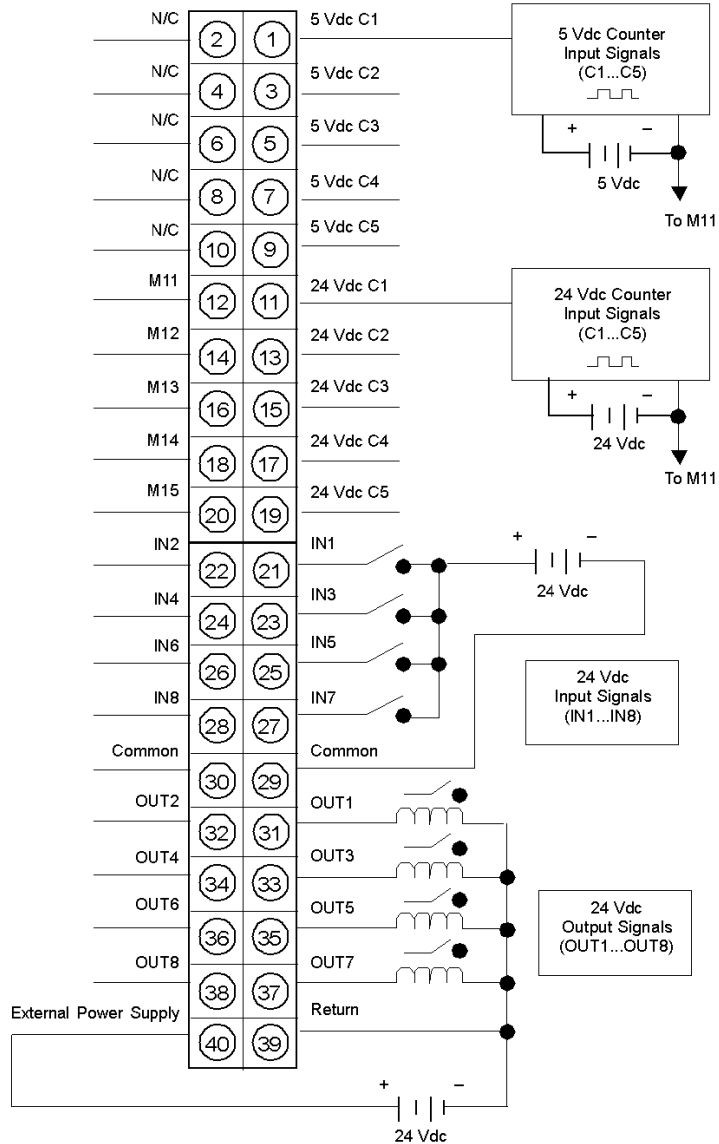 N/C 2 1 5 Vdc C1
N/C 4 3 5 Vdc C2
N/C 6 5 5 Vdc C3
N/C 8 7 5 Vdc C4
N/C 10 9 5 Vdc C5
M11 12 11 24 Vdc C1
M12 14 13 24 Vdc C2
M13 16 15 24 Vdc C3
M14 18 17 24 Vdc C4
M15 20 19 24 Vdc C5
IN2 22 21 IN1
IN4 24 23 IN3
IN6 26 25 IN5
IN8 28 27 IN7
Common 30 29 Common
OUT2 32 31 OUT1
OUT4 34 33 OUT3
OUT6 36 35 OUT5
OUT8 38 37 OUT7
External Power Supply 40 39 Return
5 Vdc Counter
Input Signals
(C1...C5)
+ –
5 Vdc
To M11
24 Vdc Counter
Input Signals
(C1...C5)
+ –
24 Vdc
To M11
+ –
24 Vdc
24 Vdc
Input Signals
(IN1...IN8)
24 Vdc
Output Signals
(OUT1...OUT8)
+ –
24 Vdc